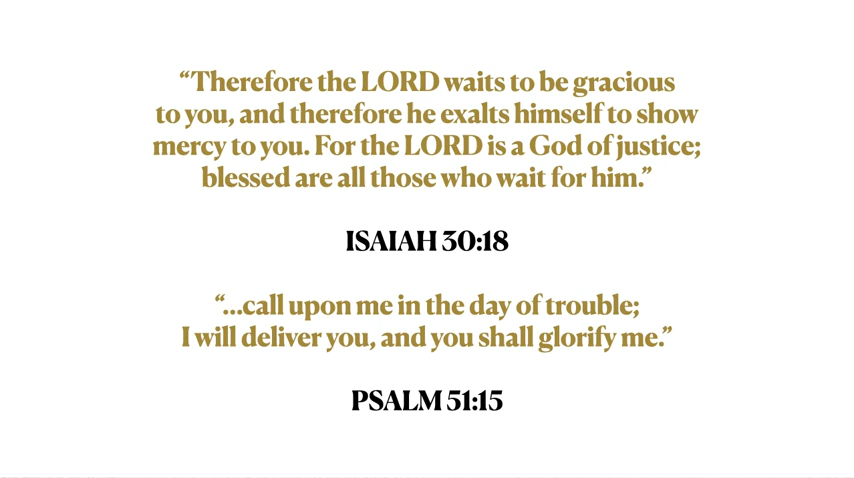 “Therefore the LORD waits to be gracious
to you, and therefore he exalts himself to show
mercy to you. For the LORD is a God of justice;
blessed are all those who wait for him.”
ISAIAH 30:18
“...call upon me in the day of trouble;
I will deliver you, and you shall glorify me.”
PSALM 51:15